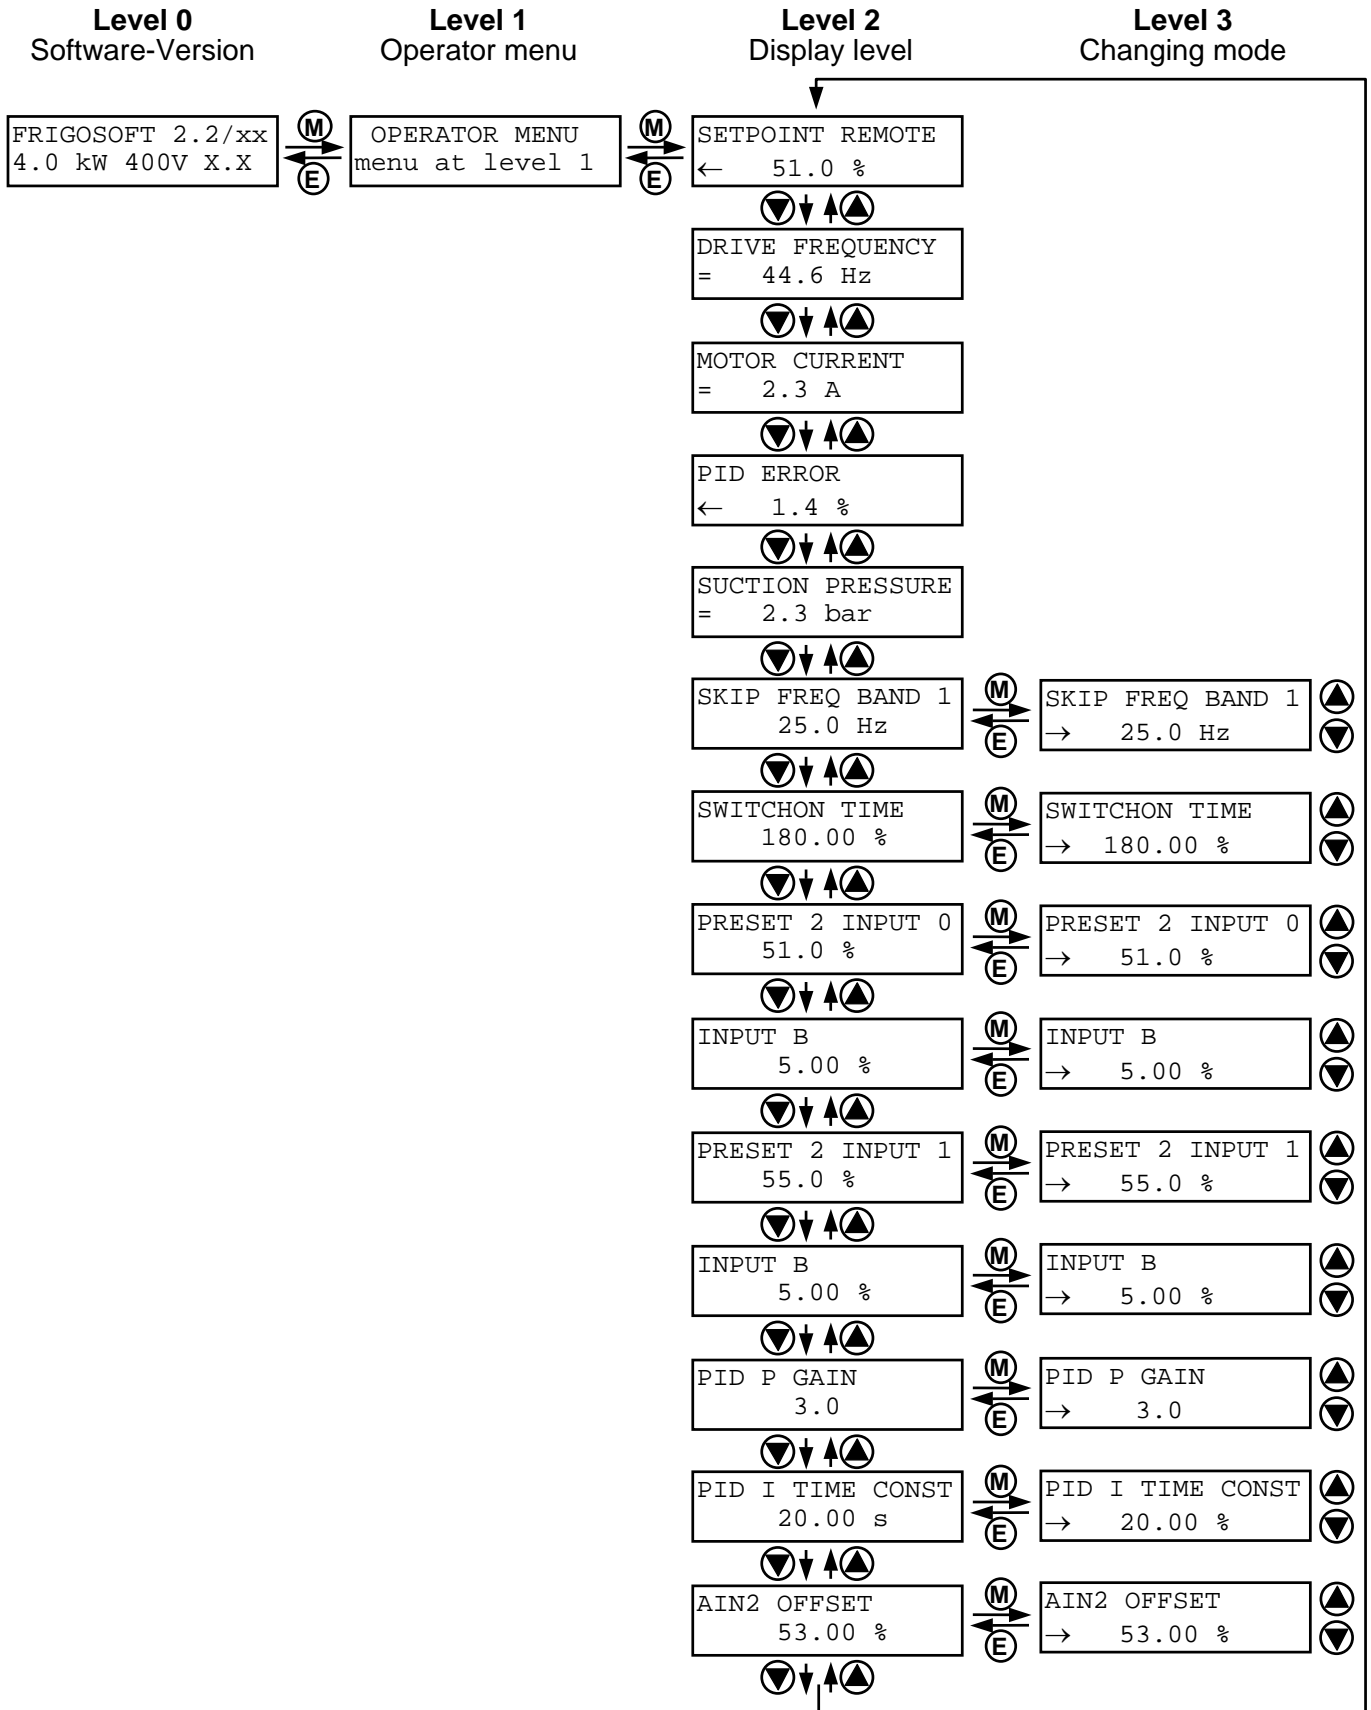 Level 0
Software-Version
Level 1
Operator menu
Level 2
Display level
Level 3
Changing mode
FRIGOSOFT 2.2/xx
4.0 kW 400V X.X
M
E
OPERATOR MENU
menu at level 1
M
E
SETPOINT REMOTE
← 51.0 %
DRIVE FREQUENCY
= 44.6 Hz
MOTOR CURRENT
= 2.3 A
PID ERROR
← 1.4 %
SUCTION PRESSURE
= 2.3 bar
SKIP FREQ BAND 1
25.0 Hz
M
E
SKIP FREQ BAND 1
→ 25.0 Hz
SWITCHON TIME
180.00 %
M
E
SWITCHON TIME
→ 180.00 %
PRESET 2 INPUT 0
51.0 %
M
E
PRESET 2 INPUT 0
→ 51.0 %
INPUT B
5.00 %
M
E
INPUT B
→ 5.00 %
PRESET 2 INPUT 1
55.0 %
M
E
PRESET 2 INPUT 1
→ 55.0 %
INPUT B
5.00 %
M
E
INPUT B
→ 5.00 %
PID P GAIN
3.0
M
E
PID P GAIN
→ 3.0
PID I TIME CONST
20.00 s
M
E
PID I TIME CONST
→ 20.00 %
AIN2 OFFSET
53.00 %
M
E
AIN2 OFFSET
→ 53.00 %